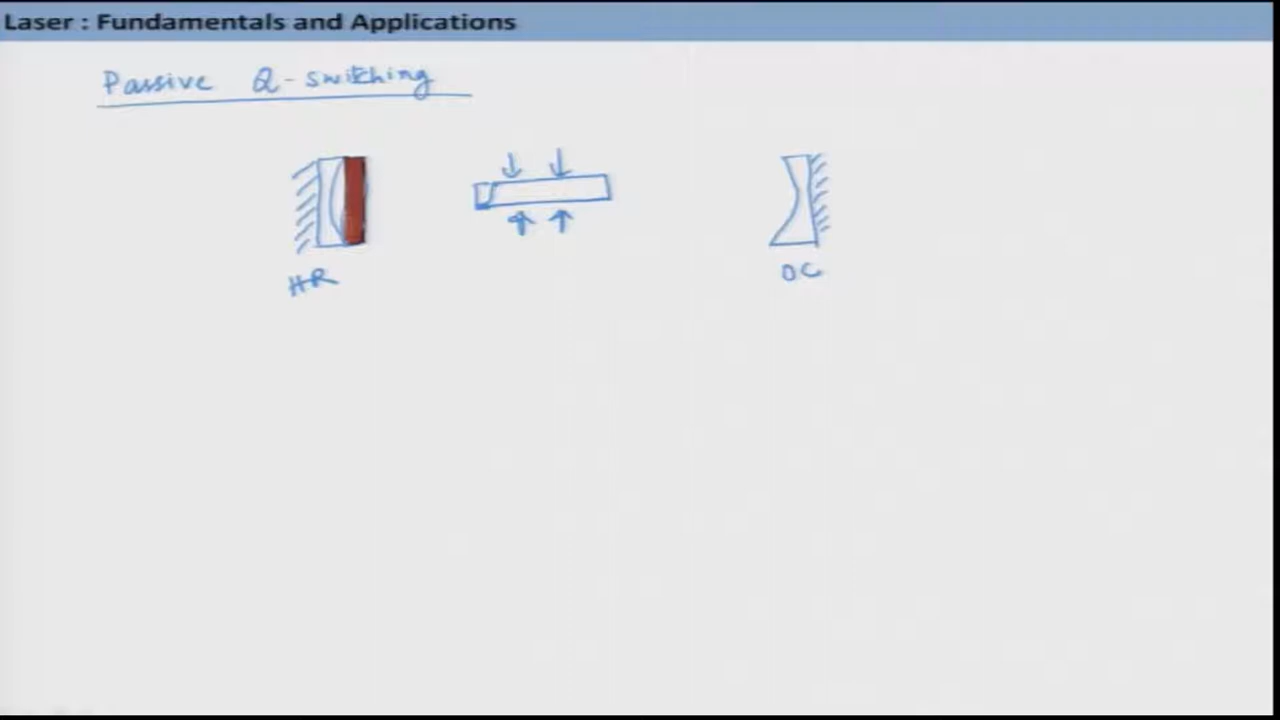 Laser : Fundamentals and Applications
Passive Q-switching
HR
OC